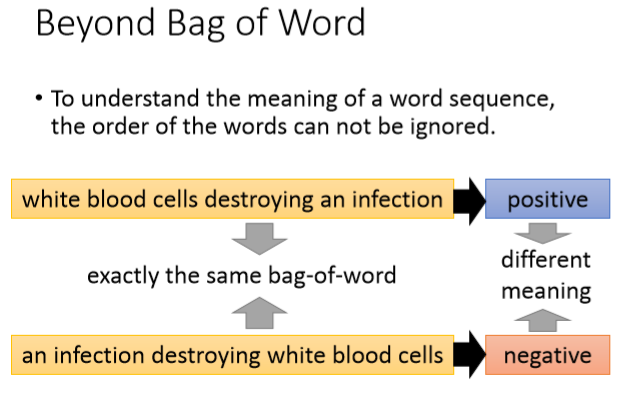 Beyond Bag of Word
• To understand the meaning of a word sequence,
the order of the words can not be ignored.
white blood cells destroying an infection
positive
exactly the same bag-of-word
different
meaning
an infection destroying white blood cells
negative